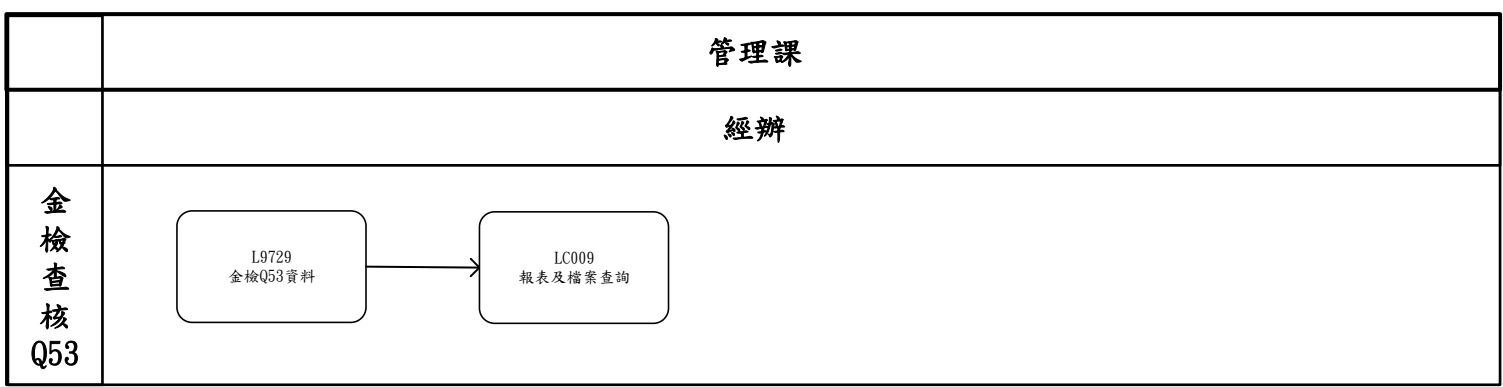 管理課
經辦
金
檢
查
核
Q53
L9729
金檢Q53資料
LC009
報表及檔案查詢